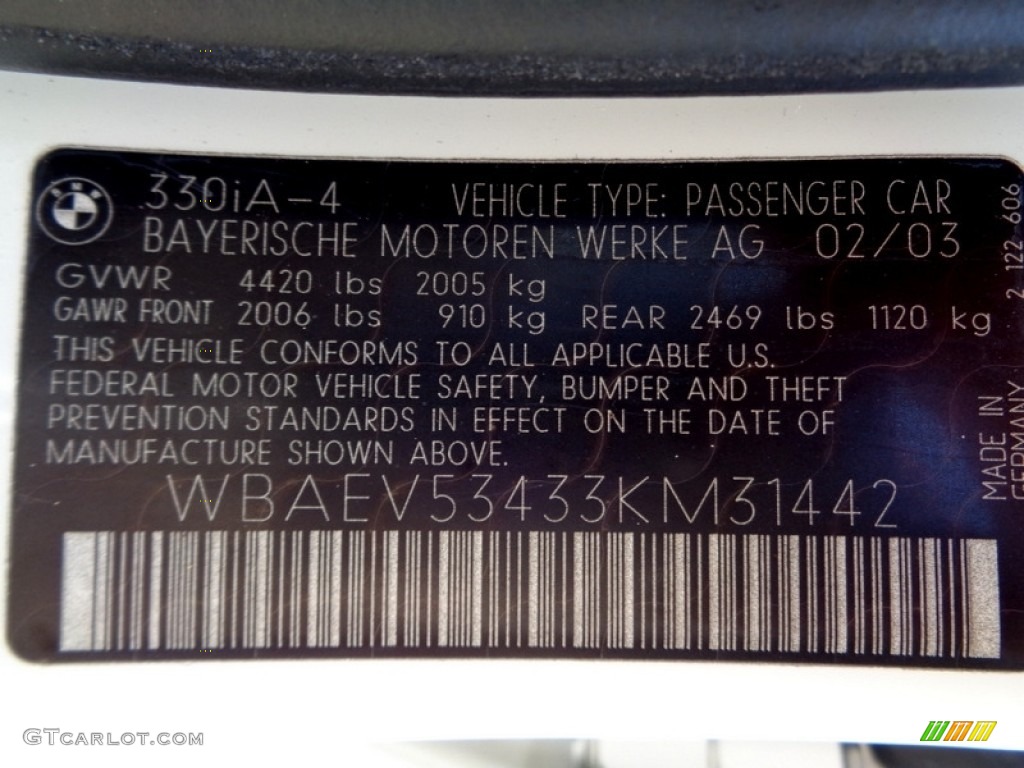 330iA-4 VEHICLE TYPE: PASSENGER CAR
BAYERISCHE MOTOREN WERKE AG 02/03
GVWR 4420 lbs 2005 kg
GAWR FRONT 2006 lbs 910 kg REAR 2469 lbs 1120 kg
THIS VEHICLE CONFORMS TO ALL APPLICABLE U.S.
FEDERAL MOTOR VEHICLE SAFETY, BUMPER AND THEFT
PREVENTION STANDARDS IN EFFECT ON THE DATE OF
MANUFACTURE SHOWN ABOVE.
WBAEV53433KM31442
2 122 606
MADE IN
GERMANY
GTCARLOT.COM